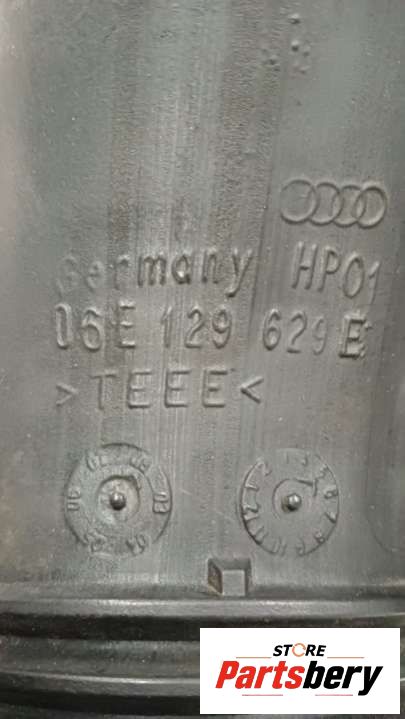 Germany HP01
06E 129 629 E
>TEEE<
STORE
Partsbery